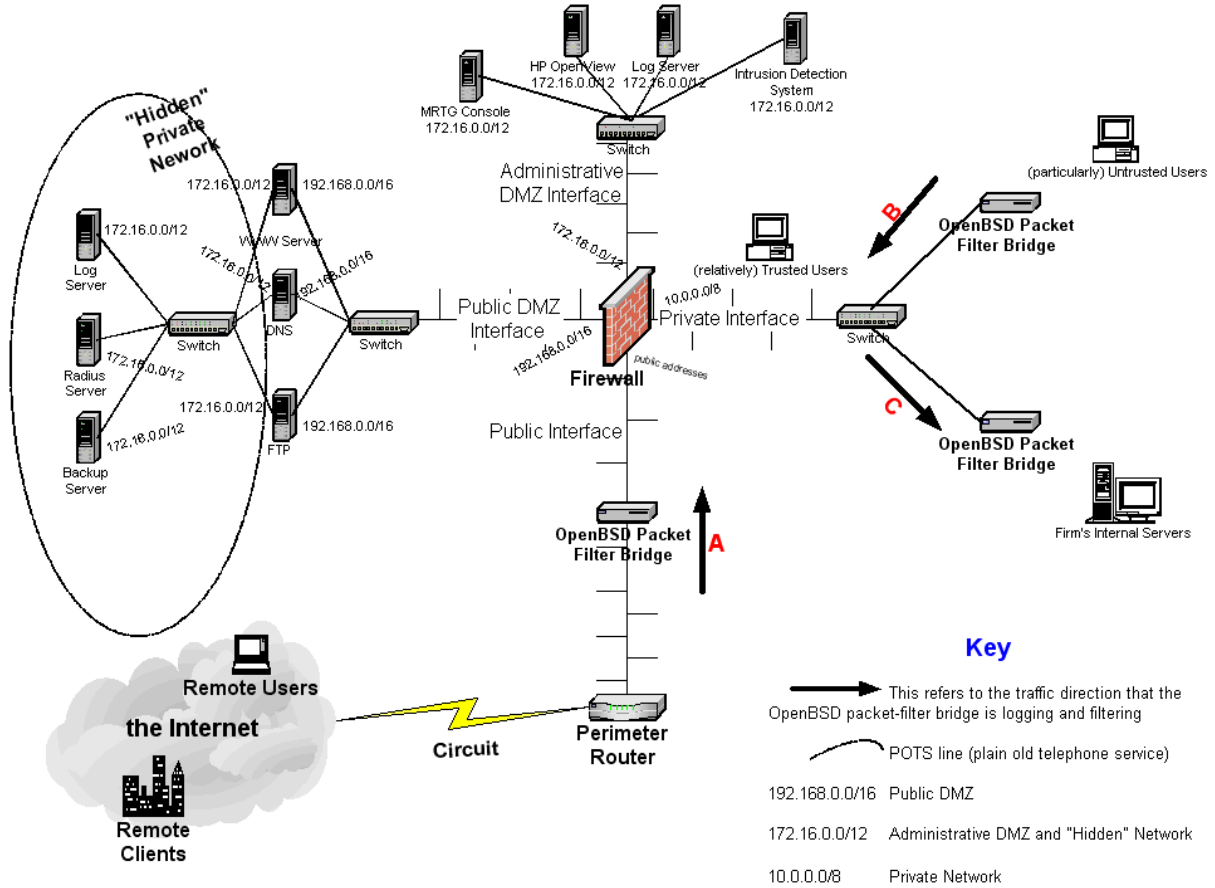 HP OpenView
172.16.0.0/12
Log Server
172.16.0.0/12
Intrusion Detection
System
172.16.0.0/12
MRTG Console
172.16.0.0/12
Switch
"Hidden"
Private
Nework
Administrative
DMZ Interface
172.16.0.0/12
(particularly) Untrusted Users
OpenBSD Packet
Filter Bridge
B
(relatively) Trusted Users
172.16.0.0/12
192.168.0.0/16
WWW Server
172.16.0.0/12
Log
Server
172.16.0.0/12
192.168.0.0/16
DNS
Switch
Switch
Public DMZ
Interface
192.168.0.0/16
10.0.0.0/8
Private Interface
Switch
public addresses
Firewall
172.16.0.0/12
Radius
Server
172.16.0.0/12
192.168.0.0/16
FTP
172.16.0.0/12
Backup
Server
C
OpenBSD Packet
Filter Bridge
Firm's Internal Servers
Public Interface
OpenBSD Packet
Filter Bridge
A
Remote Users
the Internet
Circuit
Perimeter
Router
Remote
Clients
Key
This refers to the traffic direction that the
OpenBSD packet-filter bridge is logging and filtering
POTS line (plain old telephone service)
192.168.0.0/16 Public DMZ
172.16.0.0/12 Administrative DMZ and "Hidden" Network
10.0.0.0/8 Private Network